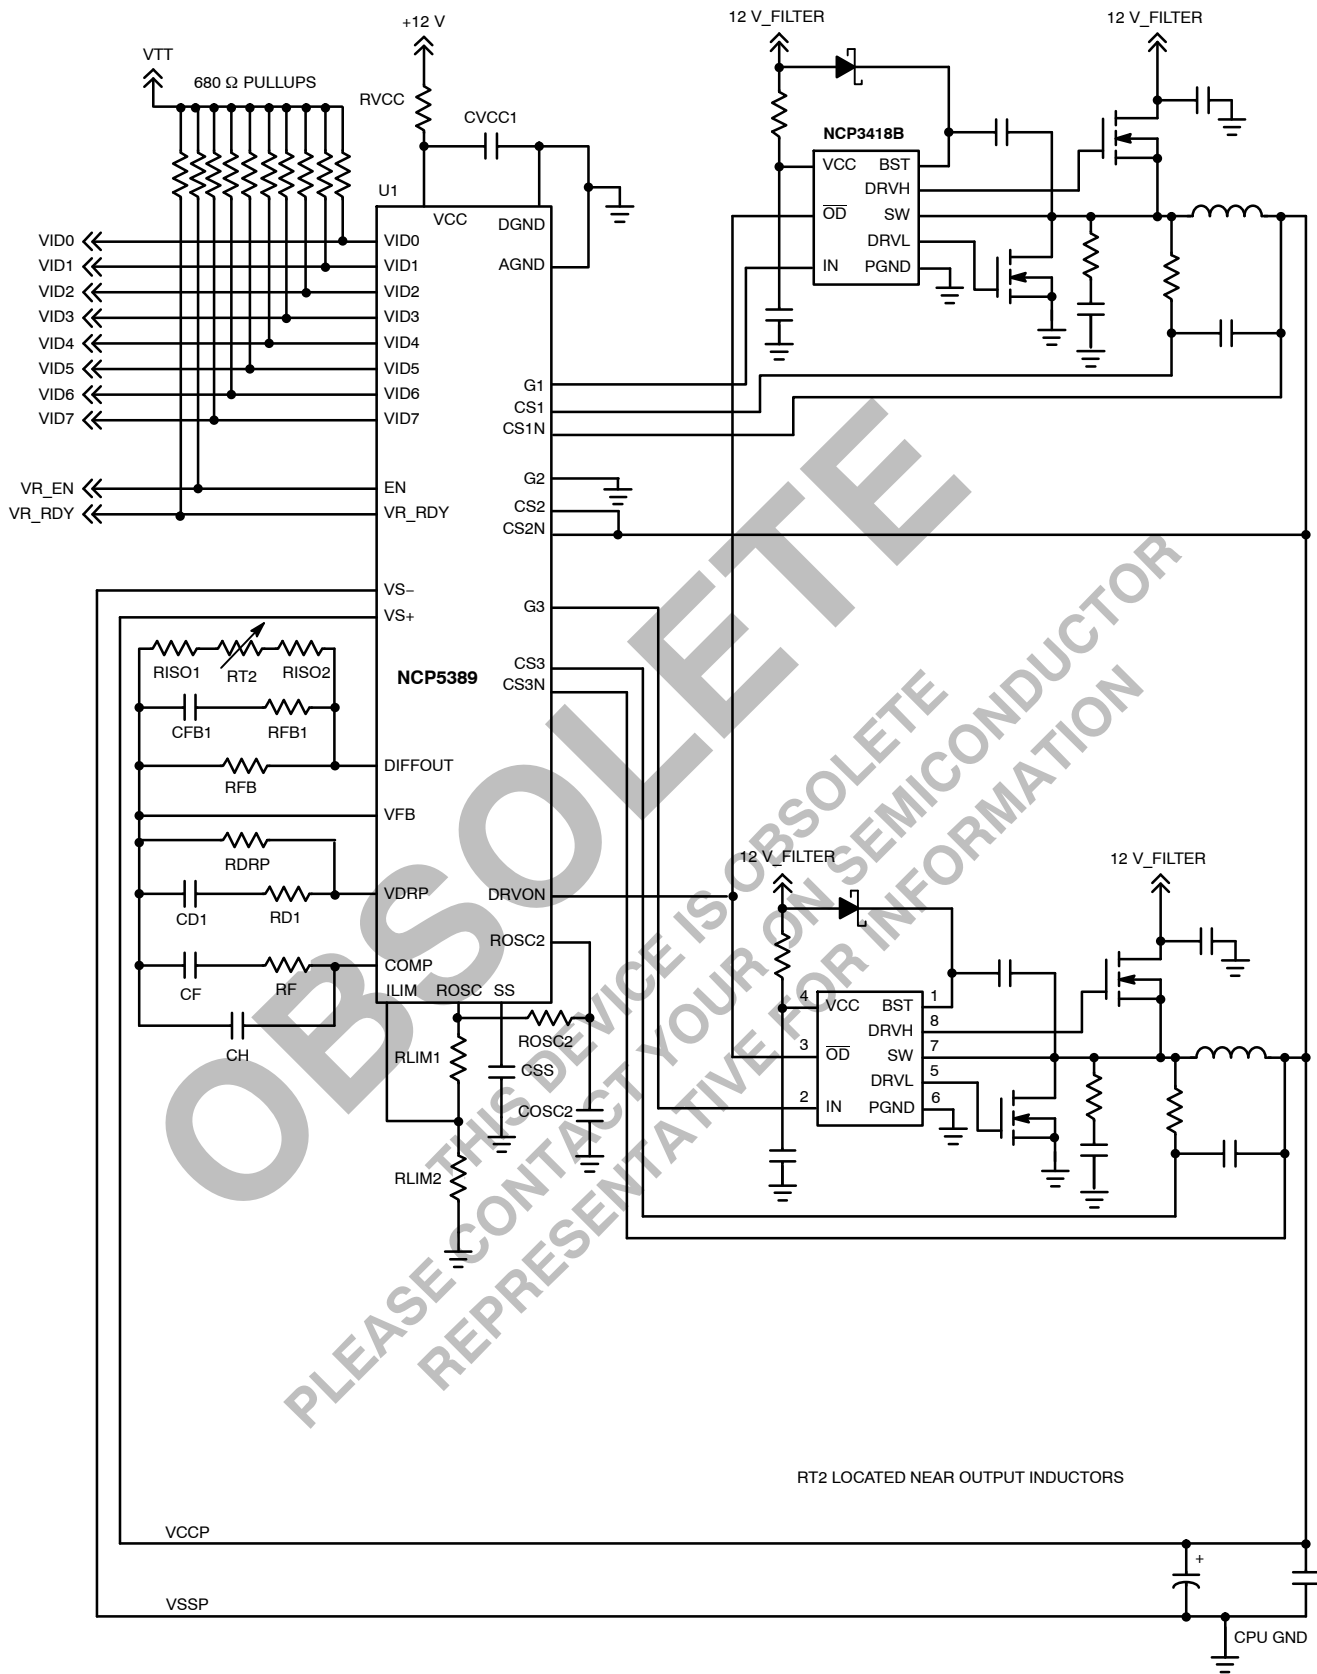 +12 V
12 V_FILTER
12 V_FILTER
VTT
680 Ω PULLUPS
RVCC
CVCC1
NCP3418B
VCC
BST
DRVH
OD
SW
DRVL
IN
PGND
U1
VCC
DGND
AGND
VID0
VID0
VID1
VID1
VID2
VID2
VID3
VID3
VID4
VID4
VID5
VID5
VID6
VID6
VID7
VID7
G1
CS1
CS1N
G2
CS2
CS2N
VR_EN
EN
VR_RDY
VR_RDY
VS–
VS+
G3
CS3
CS3N
NCP5389
RISO1
RT2
RISO2
CFB1
RFB1
DIFFOUT
RFB
VFB
RDRP
VDRP
CD1
RD1
DRVON
ROSC2
COMP
CF
RF
ILIM
ROSC
SS
CH
ROSC2
RLIM1
CSS
COSC2
RLIM2
12 V_FILTER
12 V_FILTER
4
VCC
BST
1
DRVH
8
3
OD
SW
7
DRVL
5
2
IN
PGND
6
OBSOLETE
THIS DEVICE IS OBSOLETE
PLEASE CONTACT YOUR ON SEMICONDUCTOR
REPRESENTATIVE FOR INFORMATION
RT2 LOCATED NEAR OUTPUT INDUCTORS
VCCP
+
VSSP
CPU GND